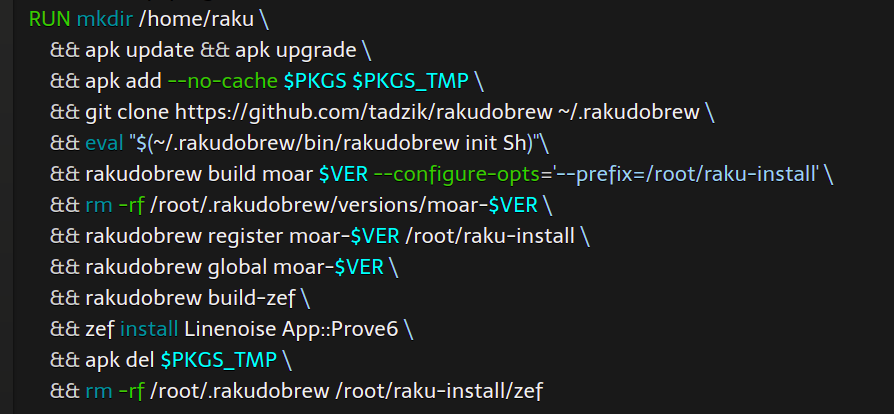 RUN mkdir /home/raku \
&& apk update && apk upgrade \
&& apk add --no-cache $PKGS $PKGS_TMP \
&& git clone https://github.com/tadzik/rakudobrew ~/.rakudobrew \
&& eval "$(~/.rakudobrew/bin/rakudobrew init Sh)"\
&& rakudobrew build moar $VER --configure-opts='--prefix=/root/raku-install' \
&& rm -rf /root/.rakudobrew/versions/moar-$VER \
&& rakudobrew register moar-$VER /root/raku-install \
&& rakudobrew global moar-$VER \
&& rakudobrew build-zef \
&& zef install Linenoise App::Prove6 \
&& apk del $PKGS_TMP \
&& rm -rf /root/.rakudobrew /root/raku-install/zef